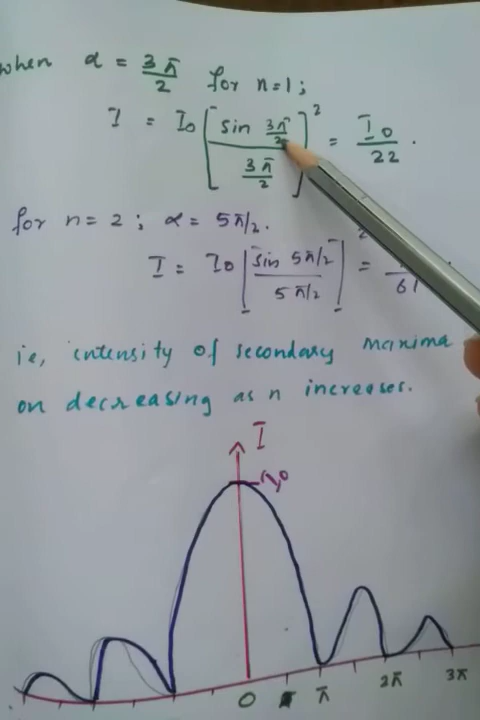 when α = 3π/2 for n=1;
I = I₀ [sin 3π/2 / 3π/2]² = I₀/22.
for n = 2; α = 5π/2.
I = I₀ [sin 5π/2 / 5π/2]² = /61
ie, intensity of secondary maxima
on decreasing as n increases.
I
I₀
O π 2π 3π